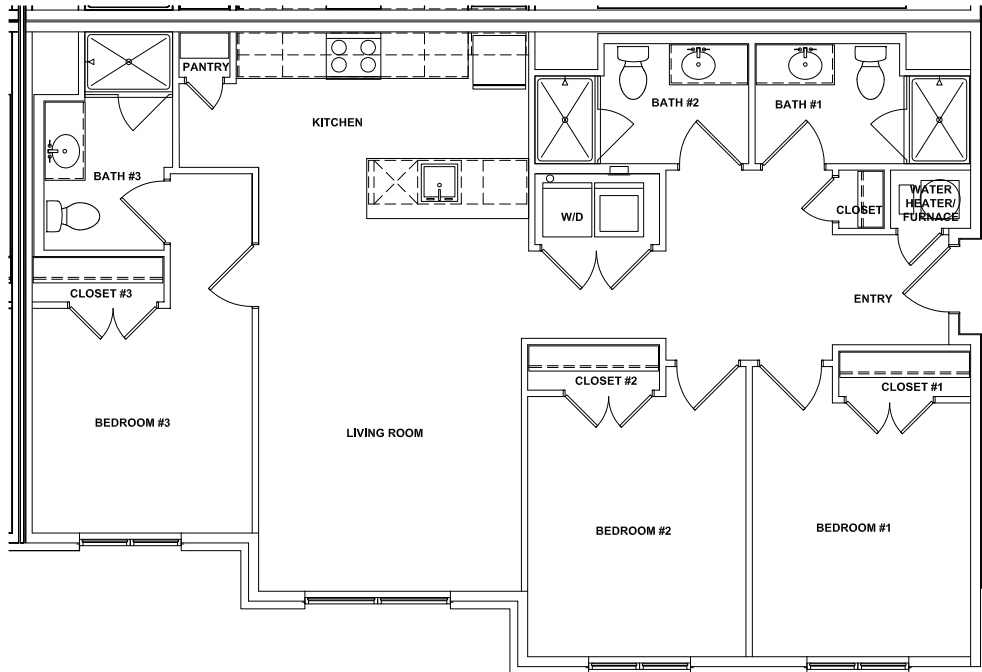 PANTRY
KITCHEN
BATH #2
BATH #1
BATH #3
W/D
CLOSET
WATER
HEATER/
FURNACE
CLOSET #3
ENTRY
CLOSET #2
CLOSET #1
BEDROOM #3
LIVING ROOM
BEDROOM #2
BEDROOM #1